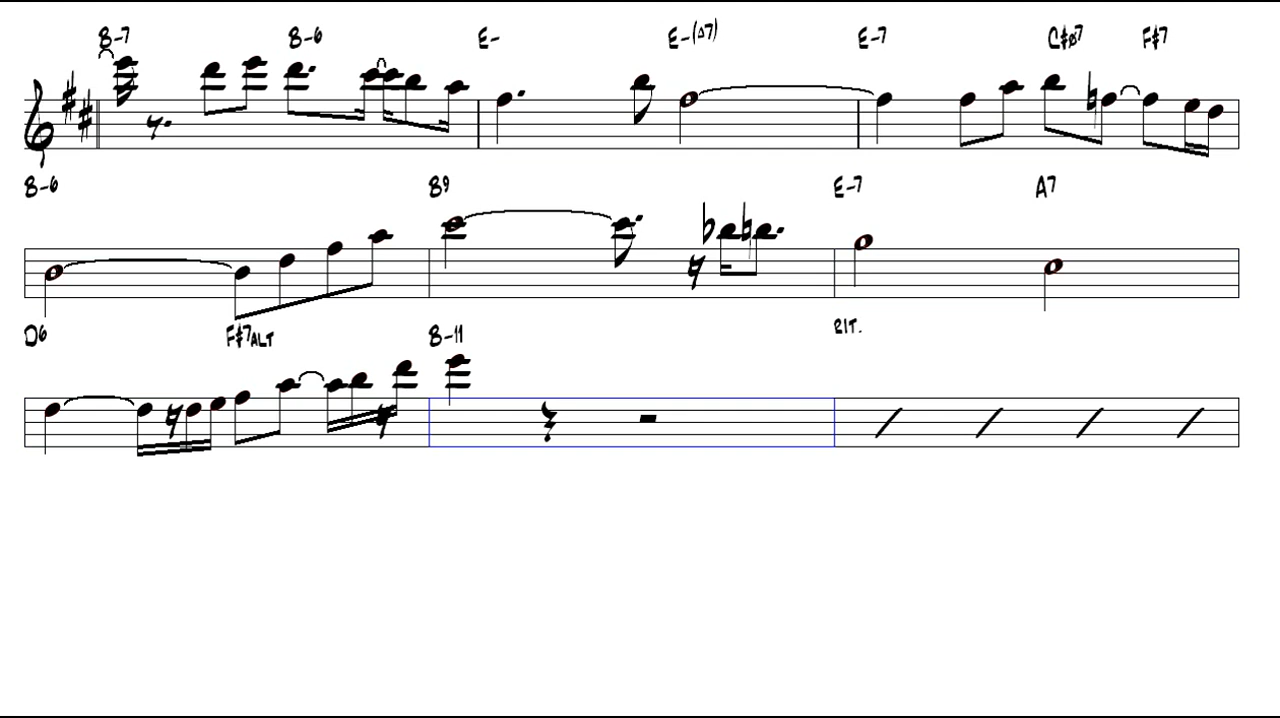 B-7 B-6 E- E-(Δ7) E-7 C#ø7 F#7
B-6 B9 E-7 A7
D6 F#7ALT B-11 RIT.